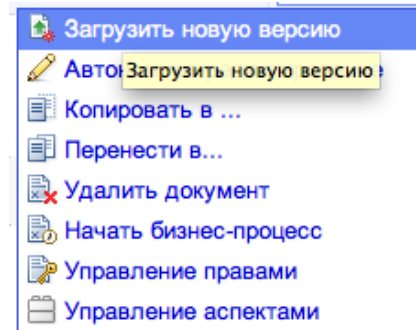 Загрузить новую версию
Авто
Загрузить новую версию
Копировать в ...
Перенести в...
Удалить документ
Начать бизнес-процесс
Управление правами
Управление аспектами